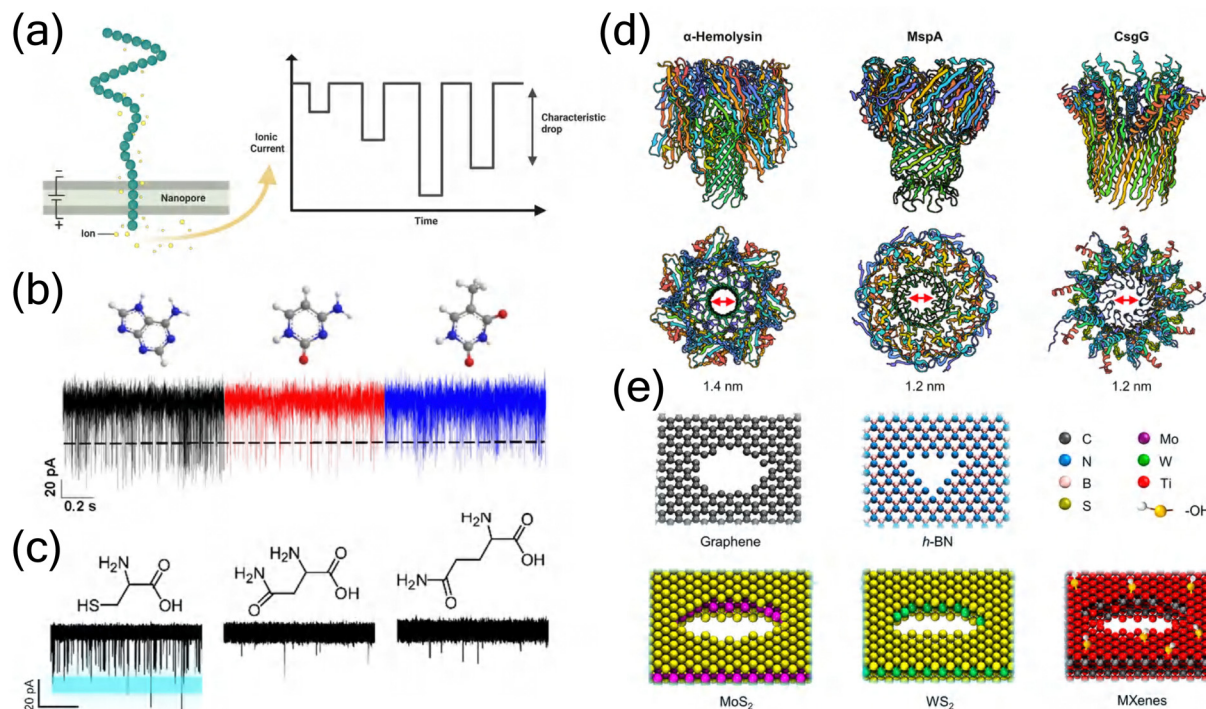 (a)
Ionic
Current
Characteristic
drop
−
+
Nanopore
Ion
Time
(b)
20 pA
0.2 s
(c)
H₂N
O
HS
OH
NH₂
H₂N
O
O
OH
NH₂
O
H₂N
OH
O
20 pA
(d)
α-Hemolysin
MspA
CsgG
1.4 nm
1.2 nm
1.2 nm
(e)
Graphene
h-BN
C
N
B
S
Mo
W
Ti
-OH
MoS₂
WS₂
MXenes